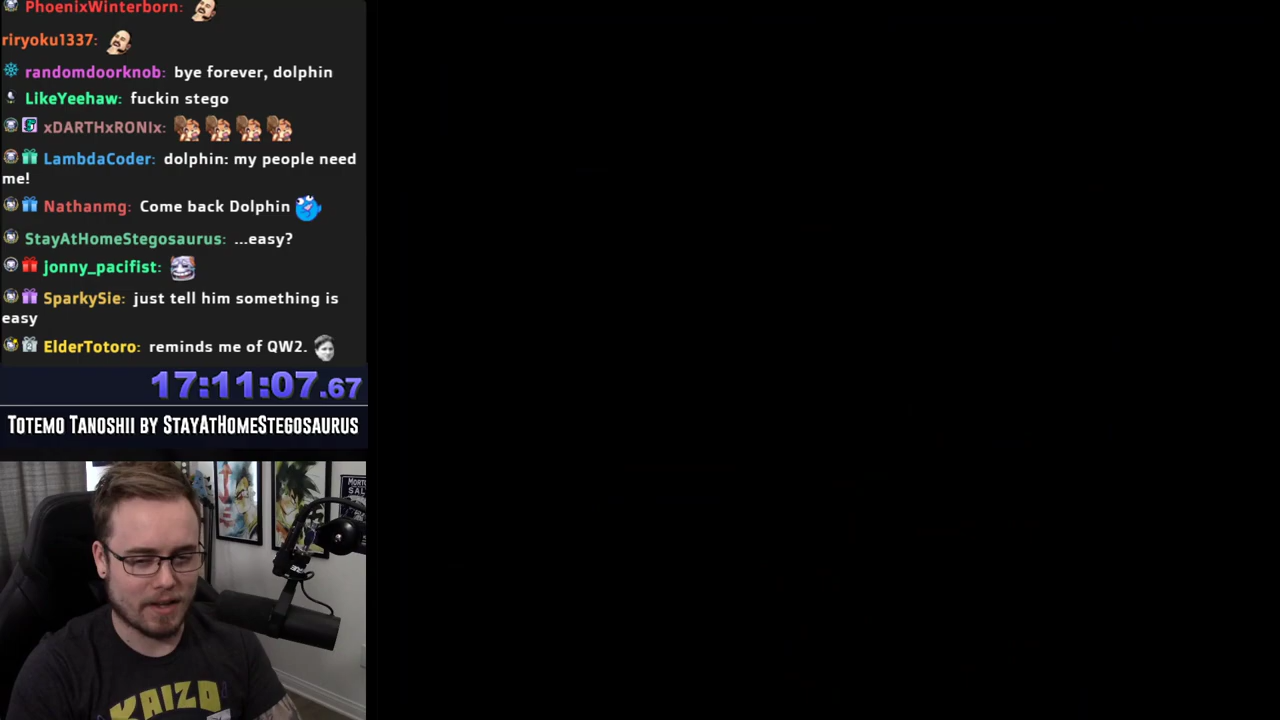 PhoenixWinterborn:
riryoku1337:
randomdoorknob: bye forever, dolphin
LikeYeehaw: fuckin stego
xDARTHxRONIx:
LambdaCoder: dolphin: my people need
me!
Nathanmg: Come back Dolphin
StayAtHomeStegosaurus: ...easy?
jonny_pacifist:
SparkySie: just tell him something is
easy
ElderTotoro: reminds me of QW2.
17:11:07.67
TOTEMO TANOSHII BY STAYATHOMESTEGOSAURUS
KAIZO